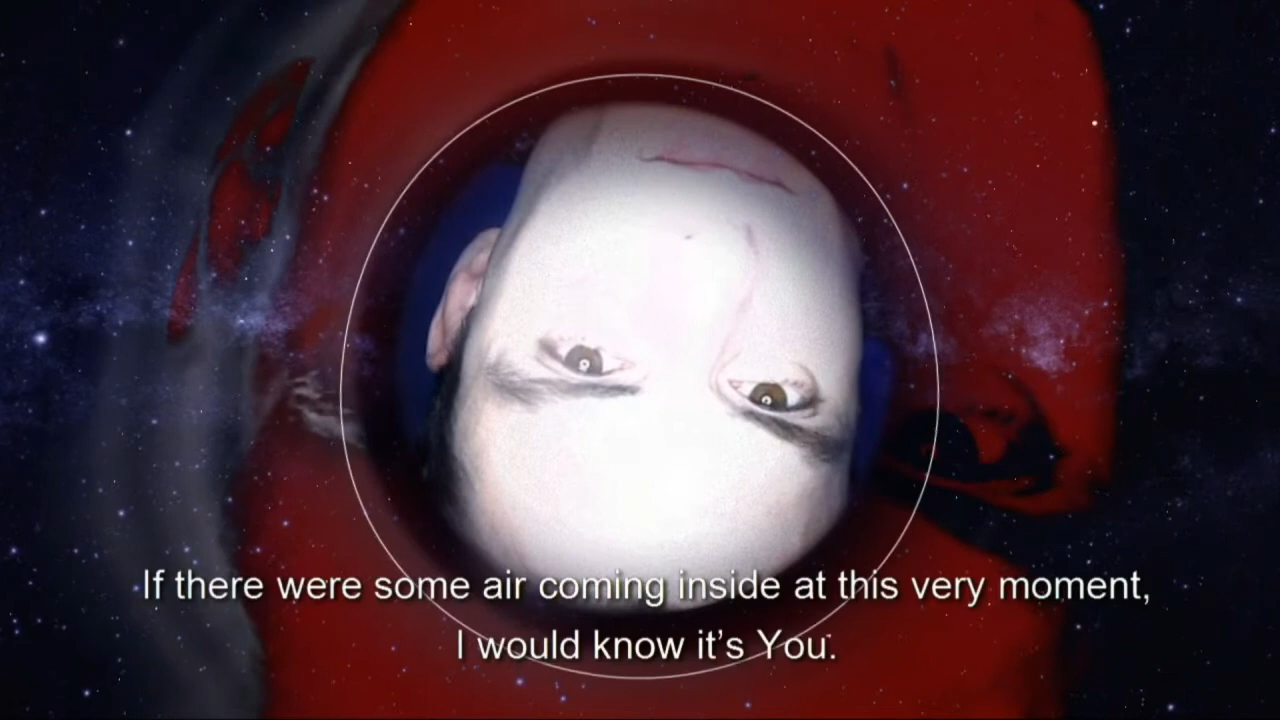 If there were some air coming inside at this very moment,
I would know it’s You.